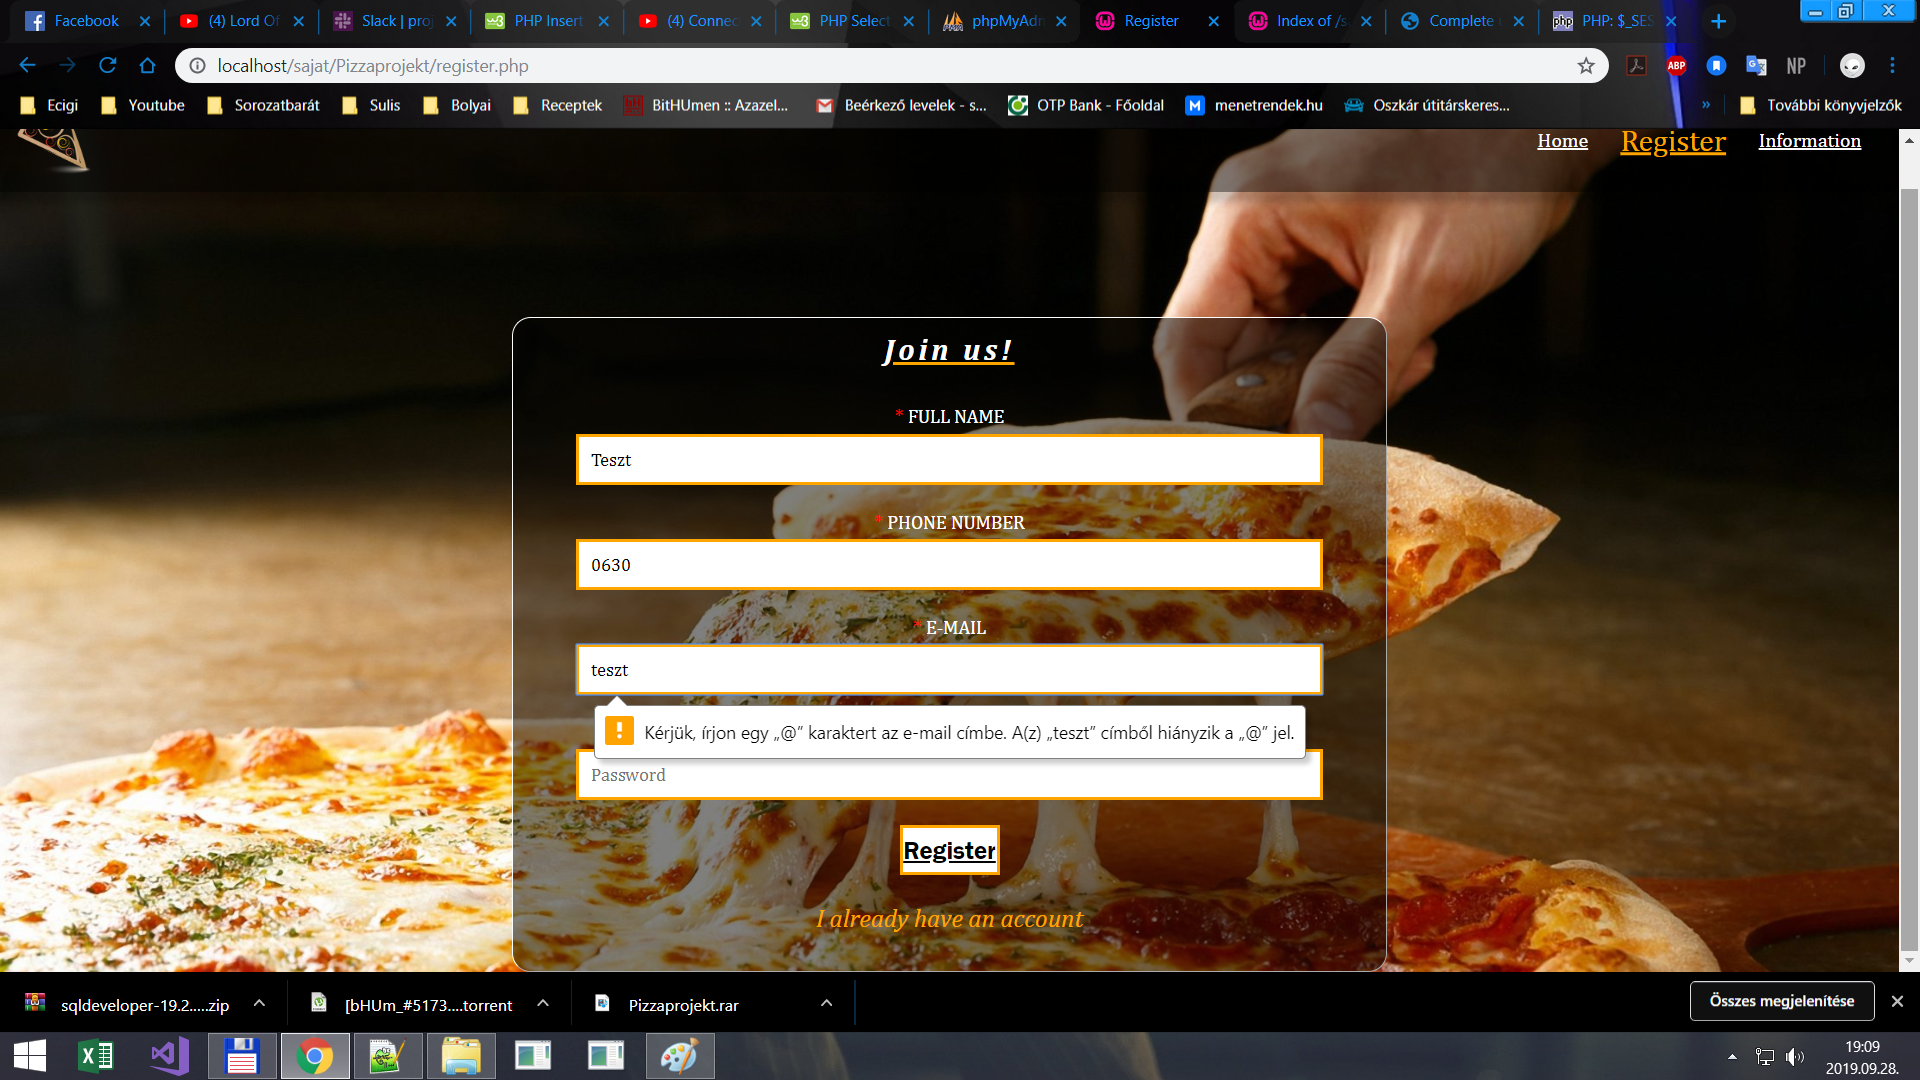 Facebook
(4) Lord Of
Slack | proj
PHP Insert
(4) Connec
PHP Select
phpMyAdm
Register
Index of /s
Complete
PHP: $_SES
localhost/sajat/Pizzaprojekt/register.php
ABP
NP
Ecigi
Youtube
Sorozatbarát
Sulis
Bolyai
Receptek
BitHUmen :: Azazel...
Beérkező levelek - s...
OTP Bank - Főoldal
menetrendek.hu
Oszkár útitárskeres...
»
További könyvjelzők
Home
Register
Information
Join us!
* FULL NAME
Teszt
* PHONE NUMBER
0630
* E-MAIL
teszt
Kérjük, írjon egy „@” karaktert az e-mail címbe. A(z) „teszt” címből hiányzik a „@” jel.
Password
Register
I already have an account
sqldeveloper-19.2.....zip
[bHUm_#5173....torrent
Pizzaprojekt.rar
Összes megjelenítése
19:09
2019.09.28.